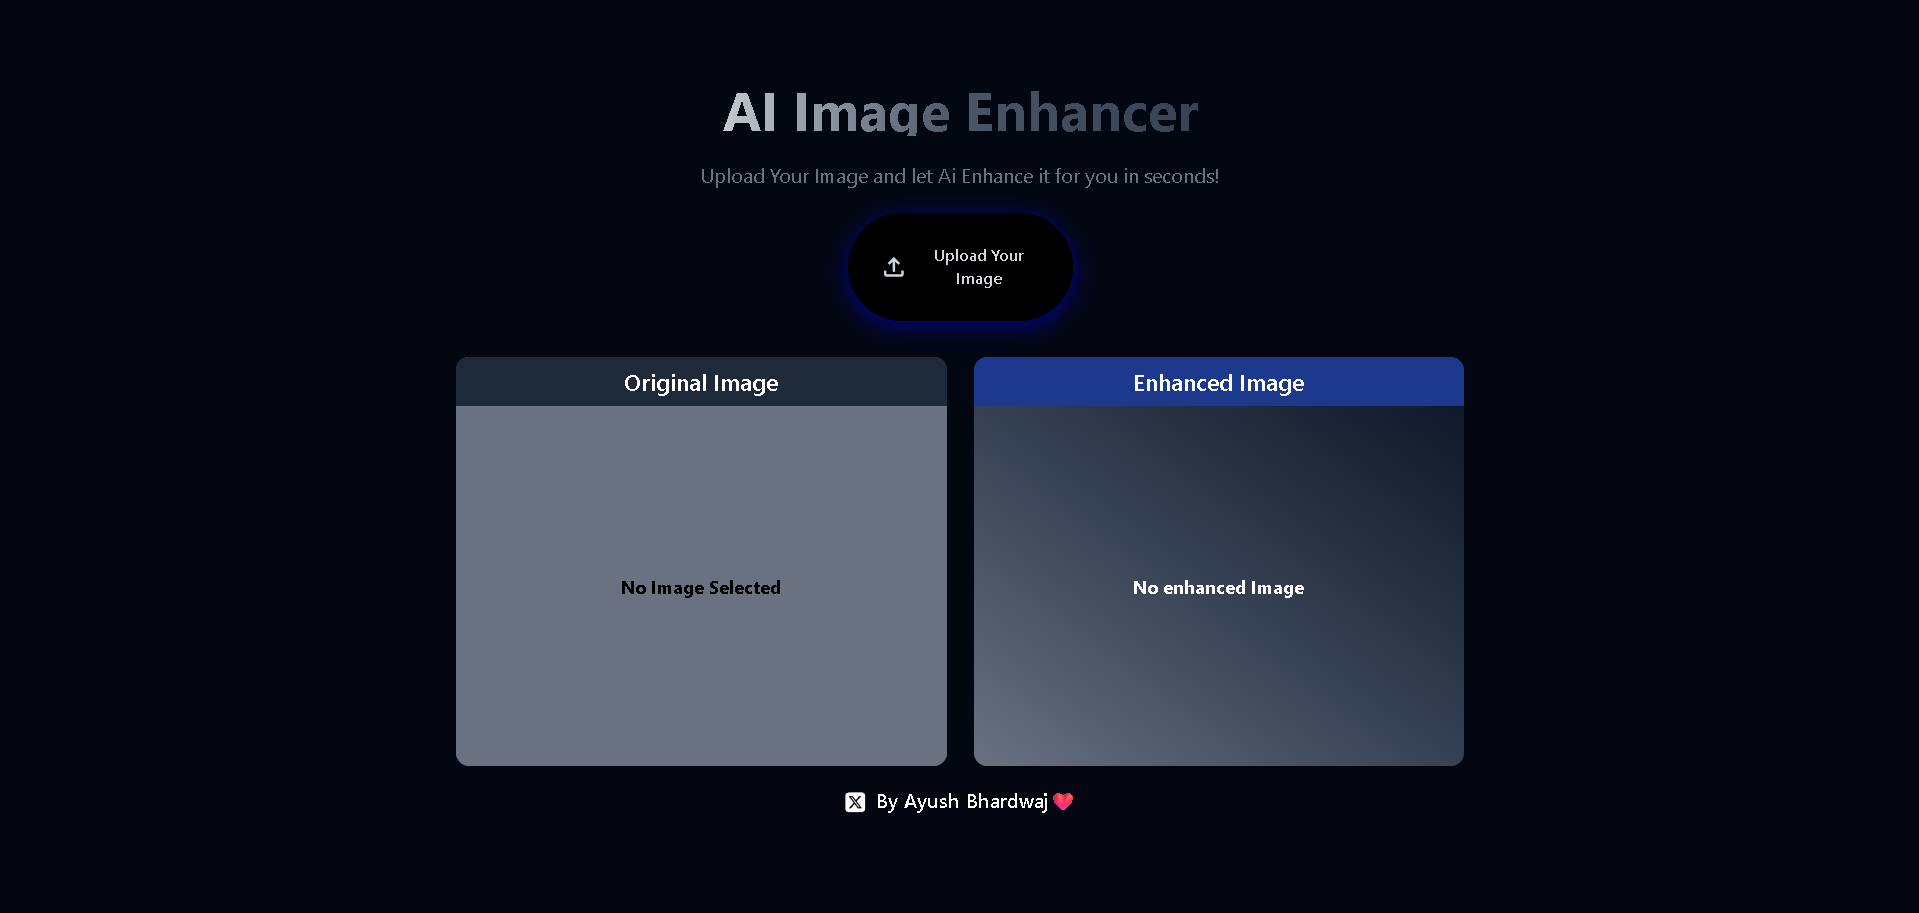 AI Image Enhancer
Upload Your Image and let Ai Enhance it for you in seconds!
Upload Your
Image
Original Image
Enhanced Image
No Image Selected
No enhanced Image
By Ayush Bhardwaj❤️